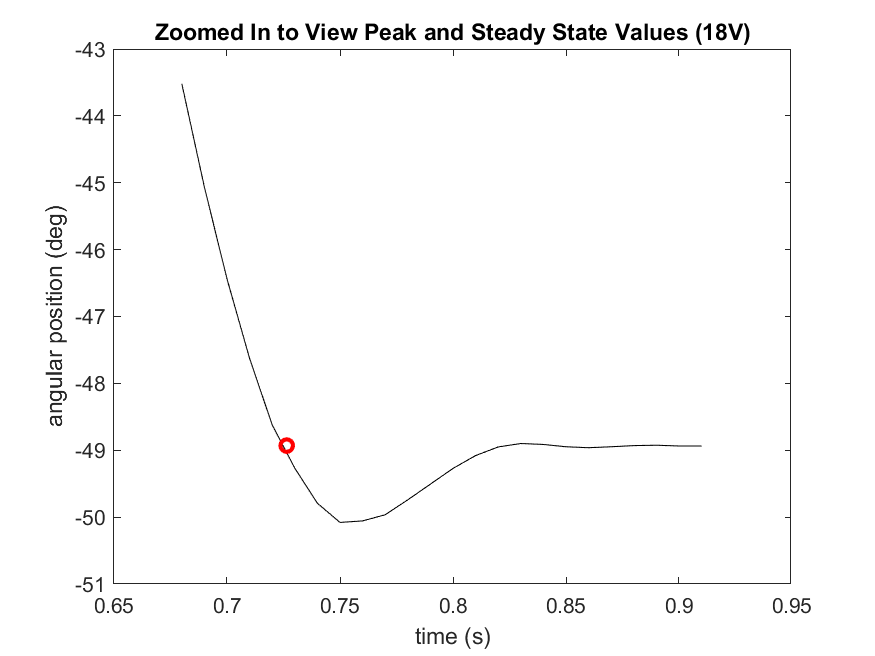 Zoomed In to View Peak and Steady State Values (18V)
-43
-44
-45
-46
-47
-48
-49
-50
-51
angular position (deg)
0.65 0.7 0.75 0.8 0.85 0.9 0.95
time (s)